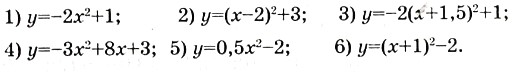 1) y=–2x²+1; 2) y=(x–2)²+3; 3) y=–2(x+1,5)²+1;
4) y=–3x²+8x+3; 5) y=0,5x²–2; 6) y=(x+1)²–2.